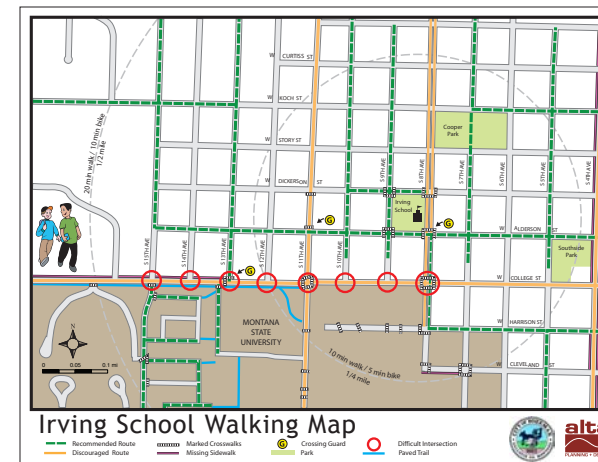 W CURTISS ST
W KOCH ST
W STORY ST
W DICKERSON ST
Cooper
Park
S 9TH AVE
S 8TH AVE
S 7TH AVE
S 6TH AVE
S 5TH AVE
S 4TH AVE
20 min walk / 10 min bike
1/2 mile
Irving
School
G
G
W ALDERSON ST
S 15TH AVE
S 14TH AVE
S 13TH AVE
S 12TH AVE
S 11TH AVE
S 10TH AVE
Southside
Park
G
W COLLEGE ST
W HARRISON ST
MONTANA
STATE
UNIVERSITY
N
10 min walk / 5 min bike
1/4 mile
W CLEVELAND ST
0 0.05 0.1 mi
Irving School Walking Map
Recommended Route
Marked Crosswalks
G Crossing Guard
Difficult Intersection
Discouraged Route
Missing Sidewalk
Park
Paved Trail
alta